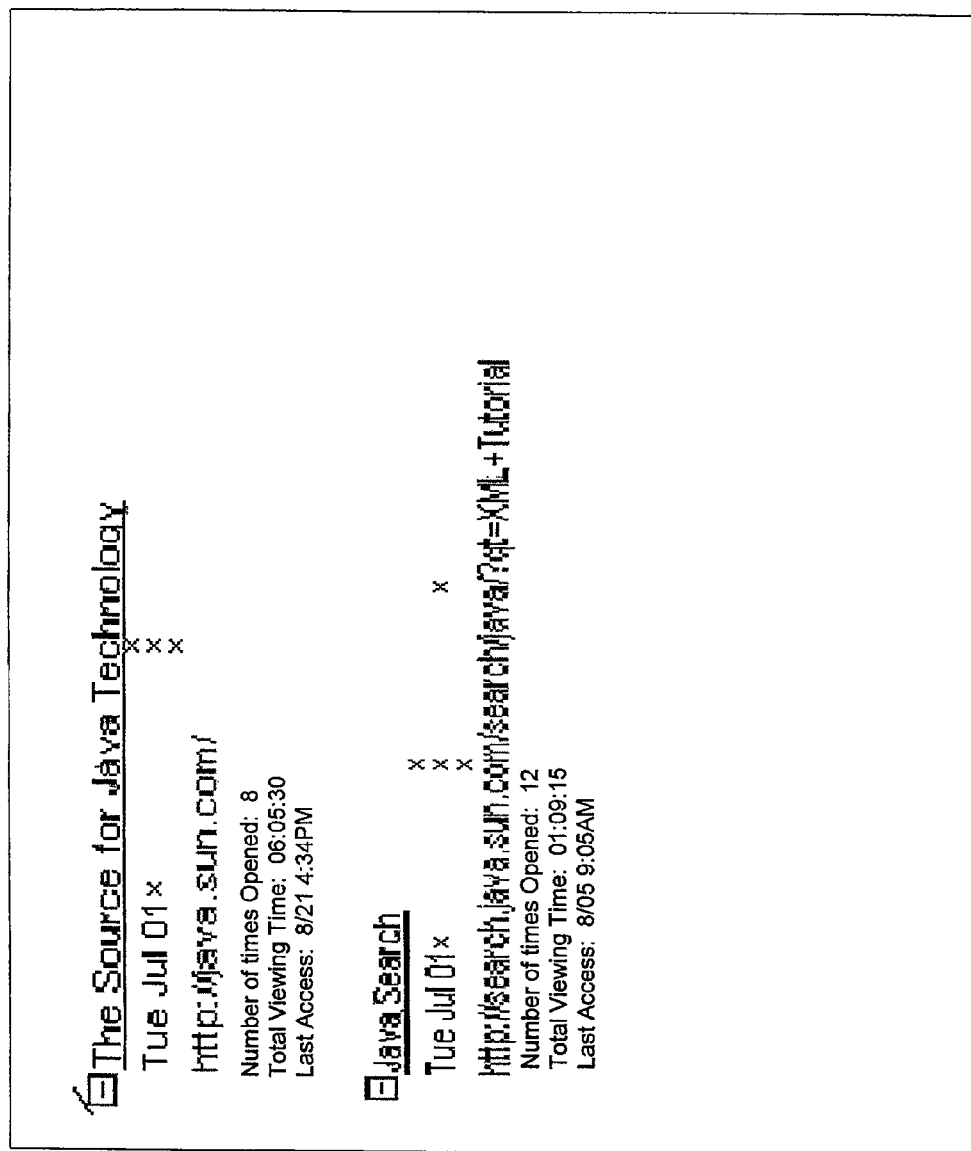 The Source for Java Technology
x
x
x
Tue Jul 01 x
http://java.sun.com/
Number of times Opened: 8
Total Viewing Time: 06:05:30
Last Access: 8/21 4:34PM
Java Search
x
x x
x
Tue Jul 01 x
http://search.java.sun.com/search/java/?qt=XML+Tutorial
Number of times Opened: 12
Total Viewing Time: 01:09:15
Last Access: 8/05 9:05AM